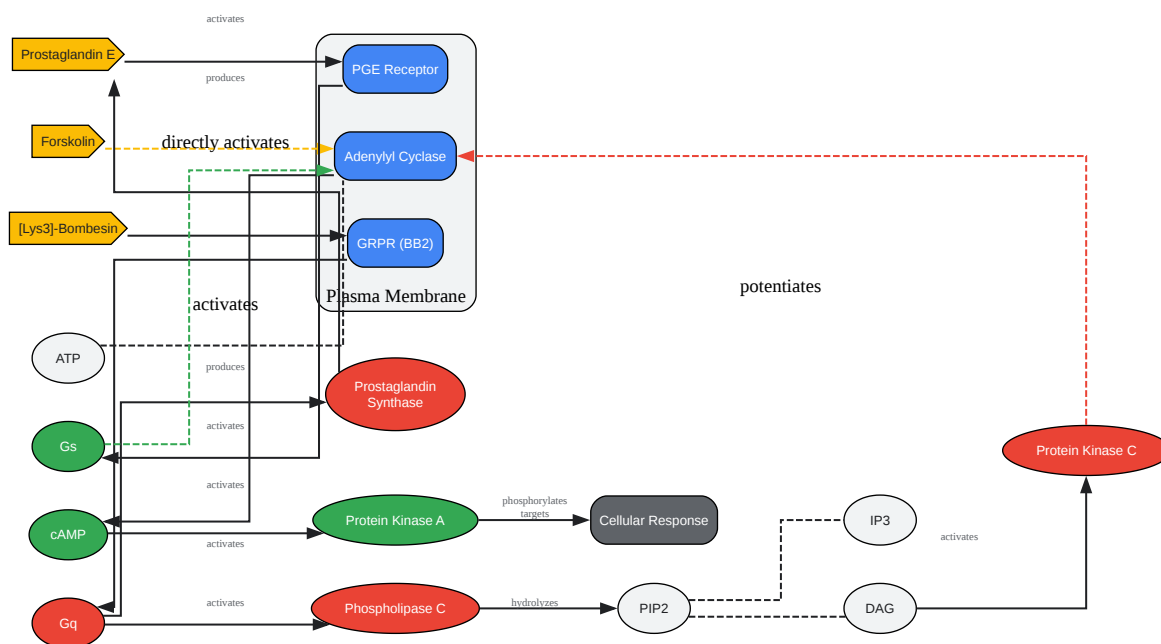 activates
Prostaglandin E
PGE Receptor
produces
Forskolin
directly activates
Adenylyl Cyclase
[Lys3]-Bombesin
GRPR (BB2)
Plasma Membrane
potentiates
activates
ATP
produces
Prostaglandin
Synthase
activates
Gs
Protein Kinase C
activates
phosphorylates
targets
cAMP
Protein Kinase A
Cellular Response
IP3
activates
activates
activates
hydrolyzes
Gq
Phospholipase C
PIP2
DAG